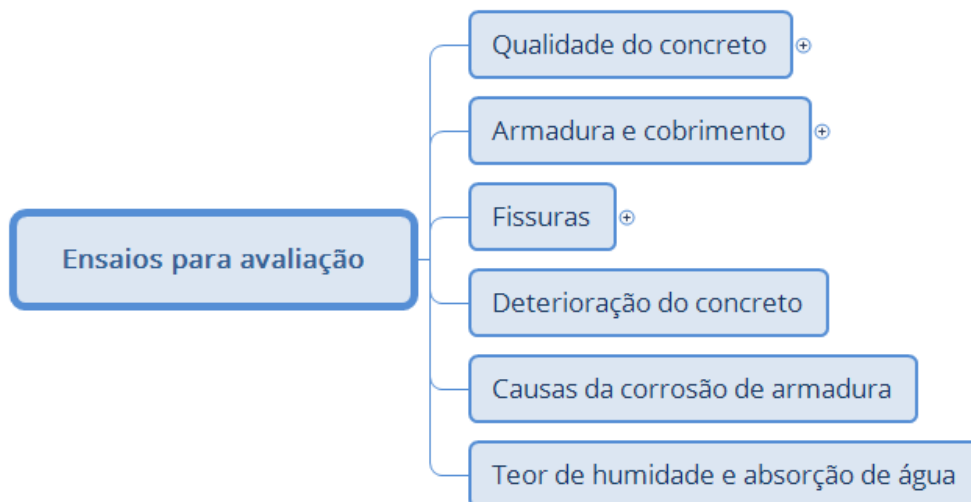 Qualidade do concreto
Armadura e cobrimento
Fissuras
Ensaios para avaliação
Deterioração do concreto
Causas da corrosão de armadura
Teor de humidade e absorção de água